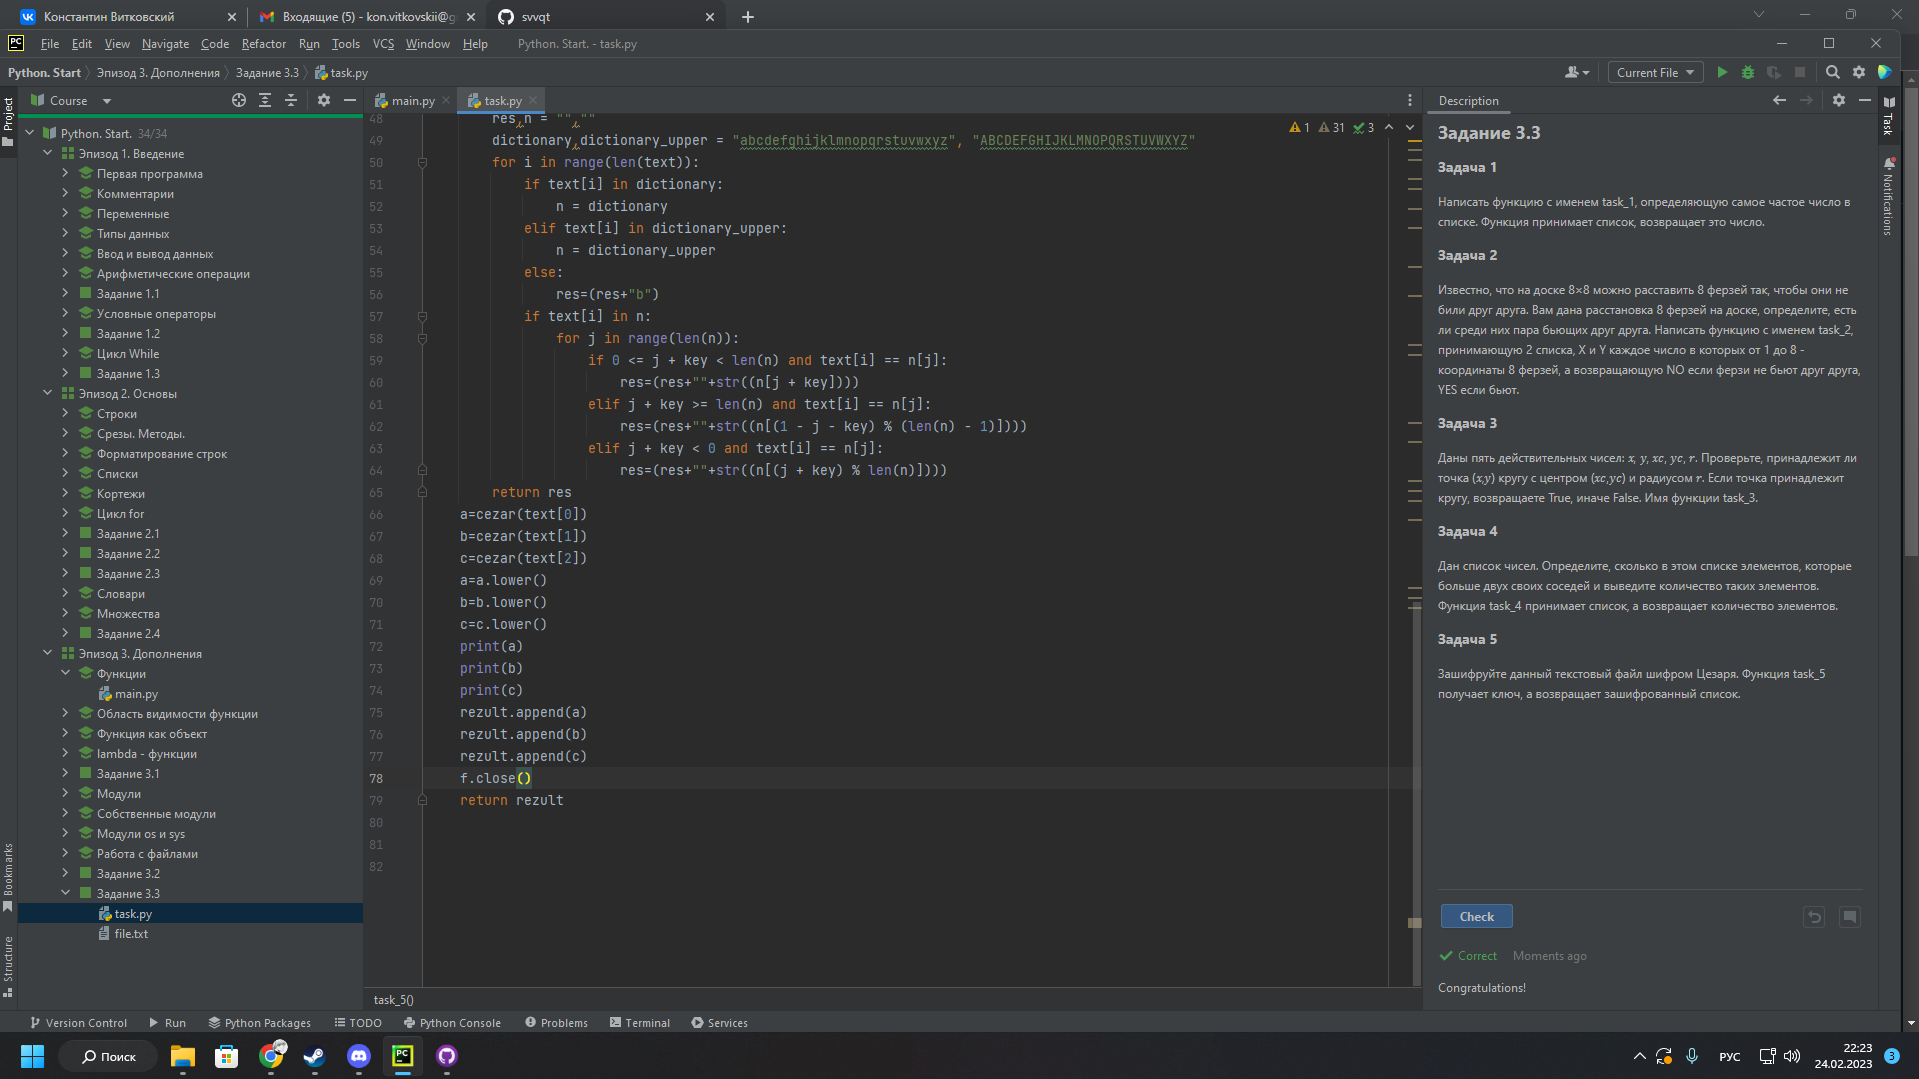 Константин Витковский
Входящие (5) - kon.vitkovskii@g
svvqt
File Edit View Navigate Code Refactor Run Tools VCS Window Help Python. Start. - task.py
Python. Start Эпизод 3. Дополнения Задание 3.3 task.py
Current File
Project
Course
main.py
task.py
Description
Python. Start. 34/34
Эпизод 1. Введение
Первая программа
Комментарии
Переменные
Типы данных
Ввод и вывод данных
Арифметические операции
Задание 1.1
Условные операторы
Задание 1.2
Цикл While
Задание 1.3
Эпизод 2. Основы
Строки
Срезы. Методы.
Форматирование строк
Списки
Кортежи
Цикл for
Задание 2.1
Задание 2.2
Задание 2.3
Словари
Множества
Задание 2.4
Эпизод 3. Дополнения
Функции
main.py
Область видимости функции
Функция как объект
lambda - функции
Задание 3.1
Модули
Собственные модули
Модули os и sys
Работа с файлами
Задание 3.2
Задание 3.3
task.py
file.txt
Bookmarks
Structure
1 31 3
48 res,n = "",""
49 dictionary,dictionary_upper = "abcdefghijklmnopqrstuvwxyz", "ABCDEFGHIJKLMNOPQRSTUVWXYZ"
50 for i in range(len(text)):
51 if text[i] in dictionary:
52 n = dictionary
53 elif text[i] in dictionary_upper:
54 n = dictionary_upper
55 else:
56 res=(res+"b")
57 if text[i] in n:
58 for j in range(len(n)):
59 if 0 <= j + key < len(n) and text[i] == n[j]:
60 res=(res+""+str((n[j + key])))
61 elif j + key >= len(n) and text[i] == n[j]:
62 res=(res+""+str((n[(1 - j - key) % (len(n) - 1)])))
63 elif j + key < 0 and text[i] == n[j]:
64 res=(res+""+str((n[(j + key) % len(n)])))
65 return res
66 a=cezar(text[0])
67 b=cezar(text[1])
68 c=cezar(text[2])
69 a=a.lower()
70 b=b.lower()
71 c=c.lower()
72 print(a)
73 print(b)
74 print(c)
75 rezult.append(a)
76 rezult.append(b)
77 rezult.append(c)
78 f.close()
79 return rezult
80
81
82
task_5()
Задание 3.3
Задача 1
Написать функцию с именем task_1, определяющую самое частое число в
списке. Функция принимает список, возвращает это число.
Задача 2
Известно, что на доске 8×8 можно расставить 8 ферзей так, чтобы они не
били друг друга. Вам дана расстановка 8 ферзей на доске, определите, есть
ли среди них пара бьющих друг друга. Написать функцию с именем task_2,
принимающую 2 списка, X и Y каждое число в которых от 1 до 8 -
координаты 8 ферзей, а возвращающую NO если ферзи не бьют друг друга,
YES если бьют.
Задача 3
Даны пять действительных чисел: x, y, xc, yc, r. Проверьте, принадлежит ли
точка (x,y) кругу с центром (xc,yc) и радиусом r. Если точка принадлежит
кругу, возвращаете True, иначе False. Имя функции task_3.
Задача 4
Дан список чисел. Определите, сколько в этом списке элементов, которые
больше двух своих соседей и выведите количество таких элементов.
Функция task_4 принимает список, а возвращает количество элементов.
Задача 5
Зашифруйте данный текстовый файл шифром Цезаря. Функция task_5
получает ключ, а возвращает зашифрованный список.
Check
Correct Moments ago
Congratulations!
Task
Notifications
Version Control Run Python Packages TODO Python Console Problems Terminal Services
Поиск
РУС
22:23
24.02.2023
3